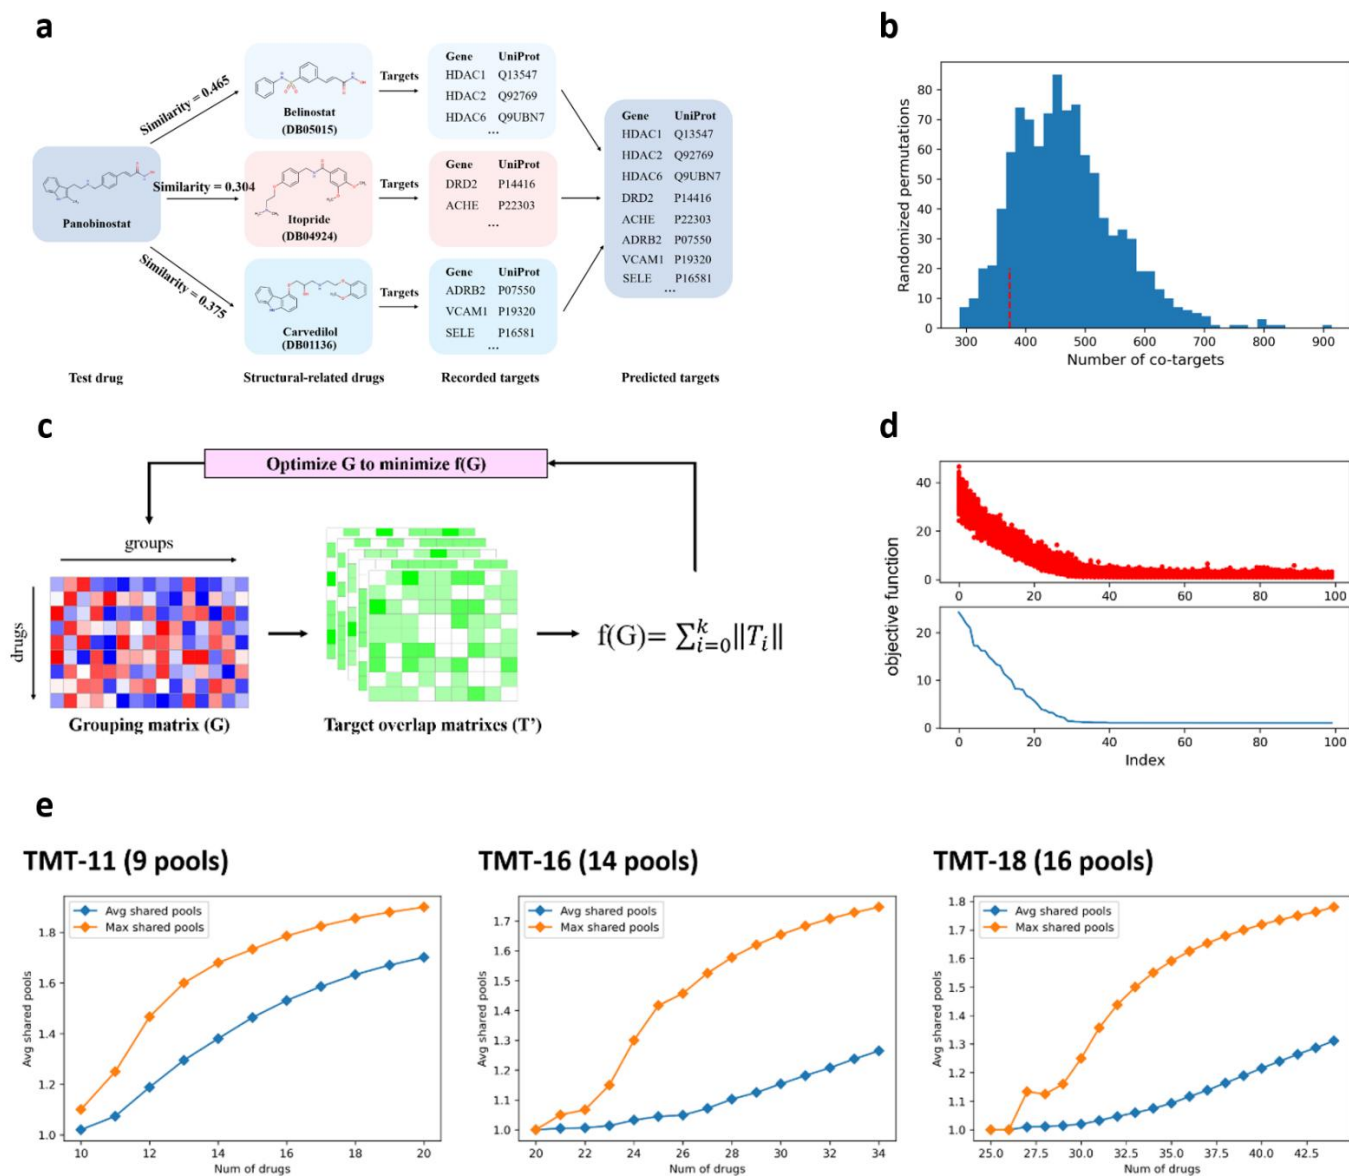 a
Similarity = 0.465
Similarity = 0.304
Similarity = 0.375
Panobinostat
Belinostat
(DB05015)
Itopride
(DB04924)
Carvedilol
(DB01136)
Targets
Gene UniProt
HDAC1 Q13547
HDAC2 Q92769
HDAC6 Q9UBN7
...
Targets
Gene UniProt
DRD2 P14416
ACHE P22303
...
Targets
Gene UniProt
ADRB2 P07550
VCAM1 P19320
SELE P16581
...
Gene UniProt
HDAC1 Q13547
HDAC2 Q92769
HDAC6 Q9UBN7
DRD2 P14416
ACHE P22303
ADRB2 P07550
VCAM1 P19320
SELE P16581
...
Test drug Structural-related drugs Recorded targets Predicted targets
b
Randomized permutations
80
70
60
50
40
30
20
10
0
300 400 500 600 700 800 900
Number of co-targets
c
Optimize G to minimize f(G)
groups
drugs
Grouping matrix (G)
Target overlap matrixes (T')
f(G)= ∑_{i=0}^{k}||T_i||
d
objective function
40
20
0
20
0
0 20 40 60 80 100
Index
e
TMT-11 (9 pools)
Avg shared pools
Max shared pools
Avg shared pools
1.8
1.6
1.4
1.2
1.0
10 12 14 16 18 20
Num of drugs
TMT-16 (14 pools)
Avg shared pools
Max shared pools
Avg shared pools
1.7
1.6
1.5
1.4
1.3
1.2
1.1
1.0
20 22 24 26 28 30 32 34
Num of drugs
TMT-18 (16 pools)
Avg shared pools
Max shared pools
Avg shared pools
1.8
1.7
1.6
1.5
1.4
1.3
1.2
1.1
1.0
25.0 27.5 30.0 32.5 35.0 37.5 40.0 42.5
Num of drugs